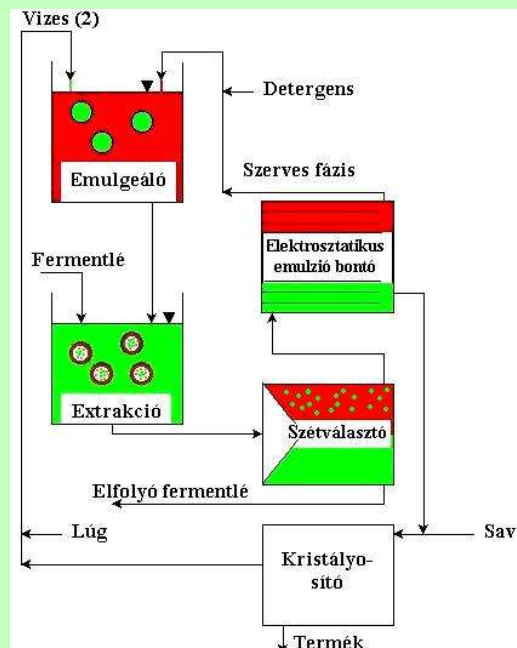 Vizes (2)
Detergens
Emulgeáló
Szerves fázis
Elektrosztatikus
emulzió bontó
Fermentlé
Extrakció
Szétválasztó
Elfolyó fermentlé
Lúg
Sav
Kristályo-
sító
Termék